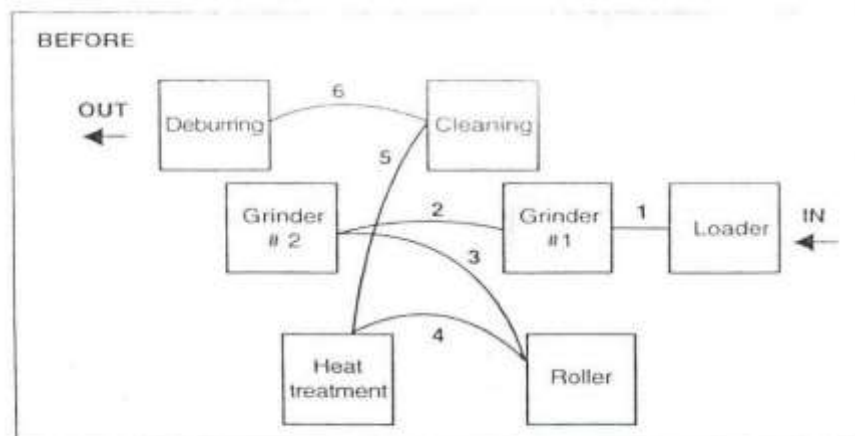 BEFORE
6
OUT
Deburring
Cleaning
5
Grinder
# 2
2
Grinder
#1
1
Loader
IN
3
4
Heat
treatment
Roller